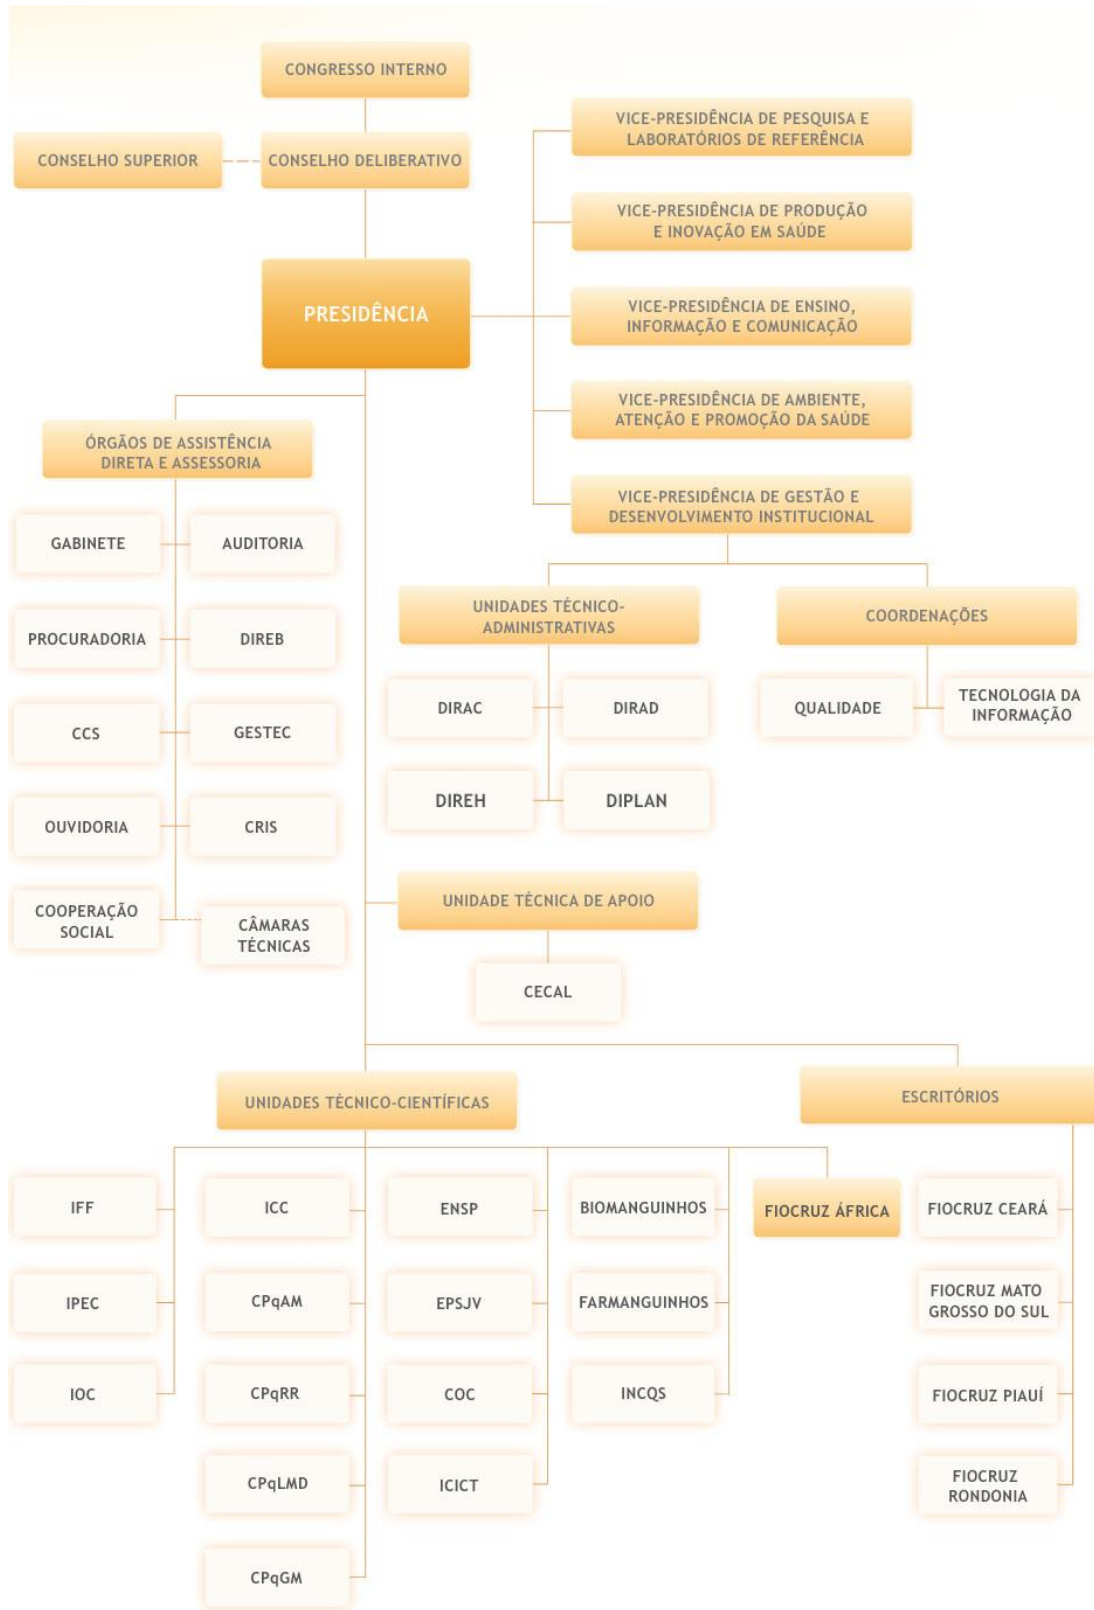 CONGRESSO INTERNO
CONSELHO SUPERIOR
CONSELHO DELIBERATIVO
PRESIDÊNCIA
VICE-PRESIDÊNCIA DE PESQUISA E
LABORATÓRIOS DE REFERÊNCIA
VICE-PRESIDÊNCIA DE PRODUÇÃO
E INOVAÇÃO EM SAÚDE
VICE-PRESIDÊNCIA DE ENSINO,
INFORMAÇÃO E COMUNICAÇÃO
VICE-PRESIDÊNCIA DE AMBIENTE,
ATENÇÃO E PROMOÇÃO DA SAÚDE
VICE-PRESIDÊNCIA DE GESTÃO E
DESENVOLVIMENTO INSTITUCIONAL
ÓRGÃOS DE ASSISTÊNCIA
DIRETA E ASSESSORIA
GABINETE
AUDITORIA
PROCURADORIA
DIREB
CCS
GESTEC
OUVIDORIA
CRIS
COOPERAÇÃO
SOCIAL
CÂMARAS
TÉCNICAS
UNIDADES TÉCNICO-
ADMINISTRATIVAS
DIRAC
DIRAD
DIREH
DIPLAN
COORDENAÇÕES
QUALIDADE
TECNOLOGIA DA
INFORMAÇÃO
UNIDADE TÉCNICA DE APOIO
CECAL
UNIDADES TÉCNICO-CIENTÍFICAS
IFF
IPEC
IOC
ICC
CPqAM
CPqRR
CPqLMD
CPqGM
ENSP
EPSJV
COC
ICICT
BIOMANGUINHOS
FARMANGUINHOS
INCQS
FIOCRUZ ÁFRICA
ESCRITÓRIOS
FIOCRUZ CEARÁ
FIOCRUZ MATO
GROSSO DO SUL
FIOCRUZ PIAUÍ
FIOCRUZ
RONDONIA